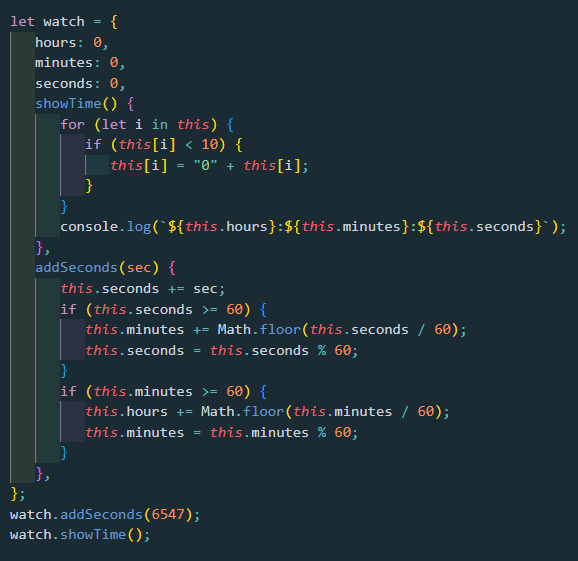 let watch = {
   hours: 0,
   minutes: 0,
   seconds: 0,
   showTime() {
      for (let i in this) {
         if (this[i] < 10) {
            this[i] = "0" + this[i];
         }
      }
      console.log(`${this.hours}:${this.minutes}:${this.seconds}`);
   },
   addSeconds(sec) {
      this.seconds += sec;
      if (this.seconds >= 60) {
         this.minutes += Math.floor(this.seconds / 60);
         this.seconds = this.seconds % 60;
      }
      if (this.minutes >= 60) {
         this.hours += Math.floor(this.minutes / 60);
         this.minutes = this.minutes % 60;
      }
   },
};
watch.addSeconds(6547);
watch.showTime();